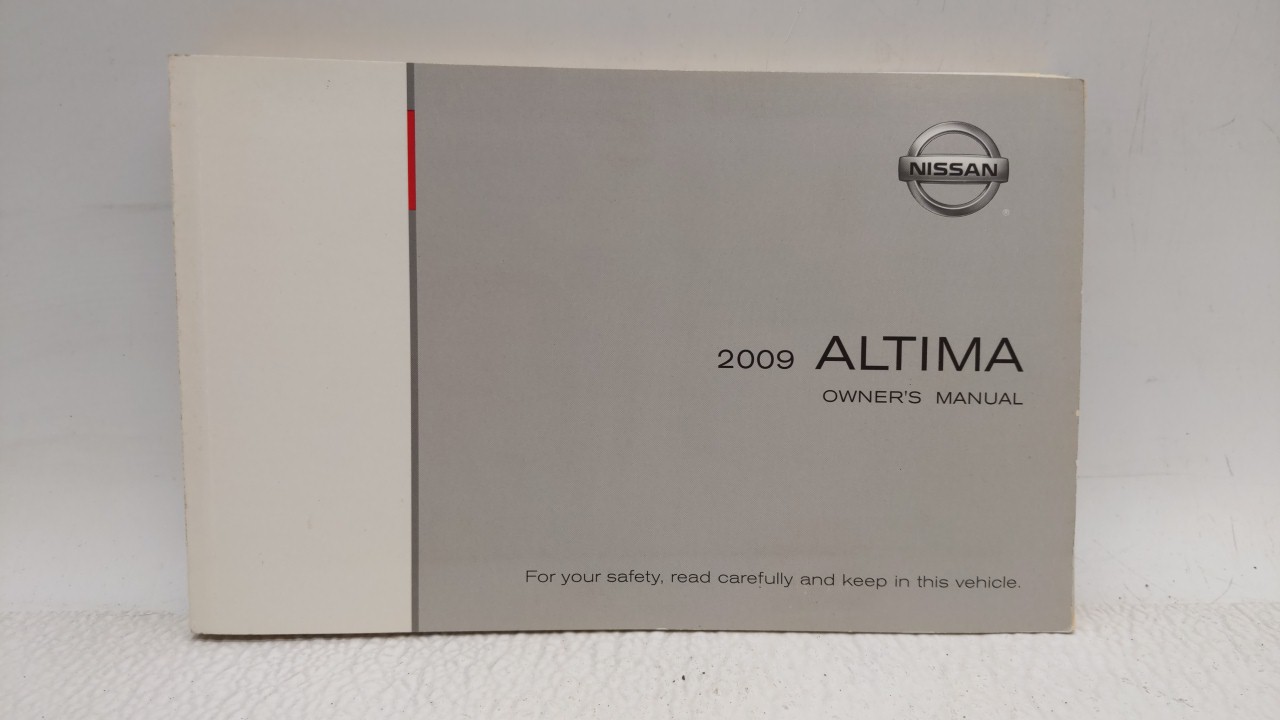 NISSAN
2009 ALTIMA
OWNER'S MANUAL
For your safety, read carefully and keep in this vehicle.